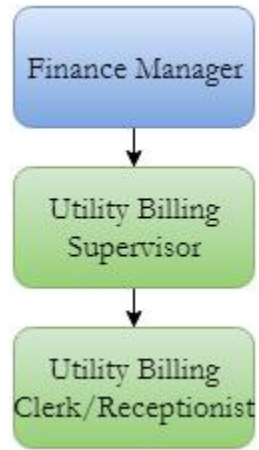 Finance Manager
Utility Billing
Supervisor
Utility Billing
Clerk/Receptionist